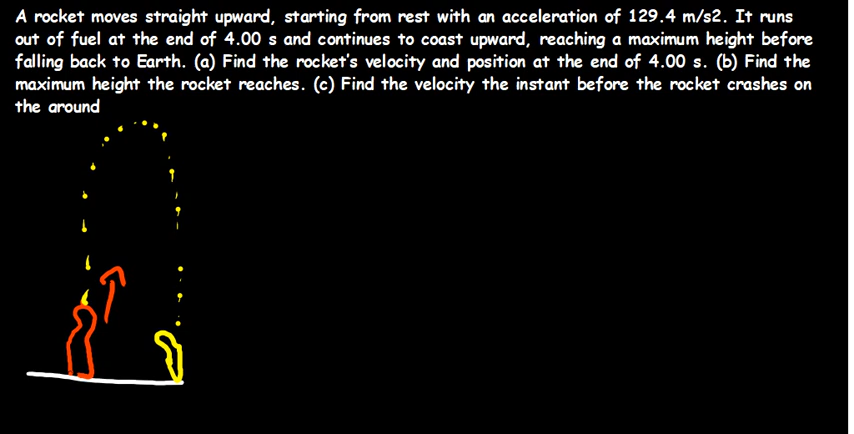 A rocket moves straight upward, starting from rest with an acceleration of 129.4 m/s2. It runs
out of fuel at the end of 4.00 s and continues to coast upward, reaching a maximum height before
falling back to Earth. (a) Find the rocket's velocity and position at the end of 4.00 s. (b) Find the
maximum height the rocket reaches. (c) Find the velocity the instant before the rocket crashes on
the around